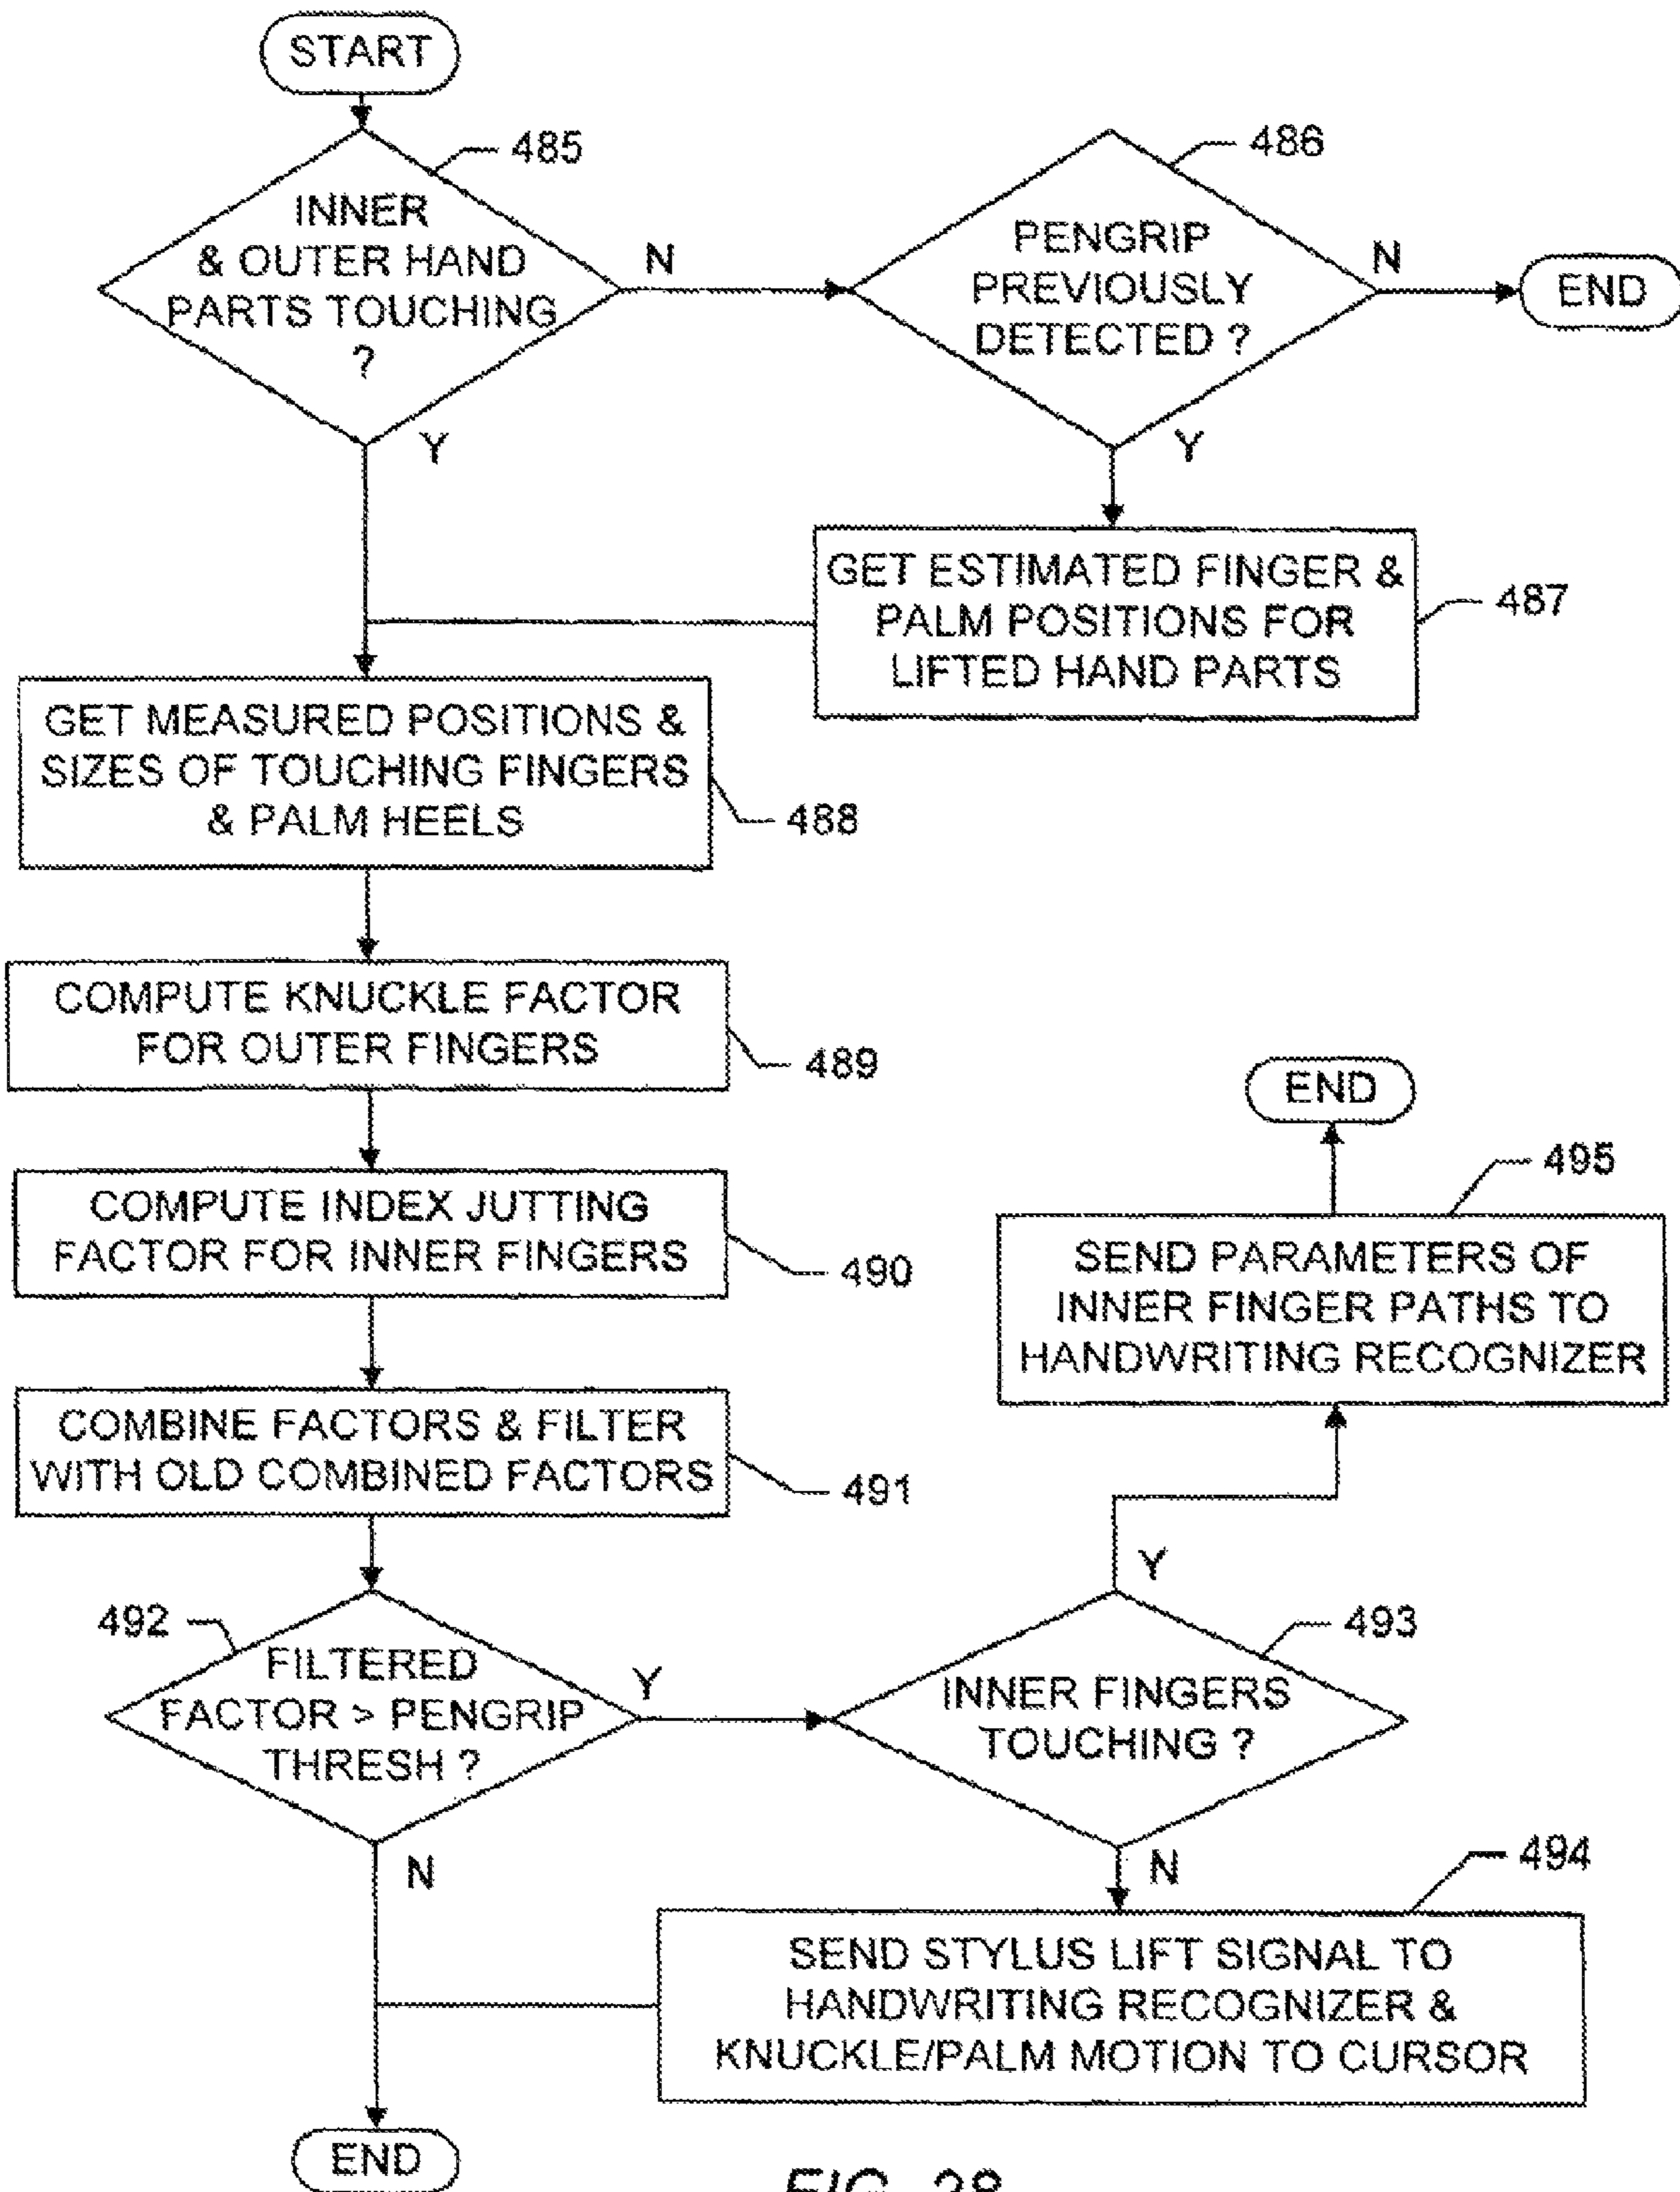 START
485
INNER
& OUTER HAND
PARTS TOUCHING
?
N
Y
486
PENGRIP
PREVIOUSLY
DETECTED ?
N
END
Y
GET ESTIMATED FINGER &
PALM POSITIONS FOR
LIFTED HAND PARTS
487
GET MEASURED POSITIONS &
SIZES OF TOUCHING FINGERS
& PALM HEELS
488
COMPUTE KNUCKLE FACTOR
FOR OUTER FINGERS
489
COMPUTE INDEX JUTTING
FACTOR FOR INNER FINGERS
490
COMBINE FACTORS & FILTER
WITH OLD COMBINED FACTORS
491
492
FILTERED
FACTOR > PENGRIP
THRESH ?
Y
N
END
495
SEND PARAMETERS OF
INNER FINGER PATHS TO
HANDWRITING RECOGNIZER
Y
493
INNER FINGERS
TOUCHING ?
N
494
SEND STYLUS LIFT SIGNAL TO
HANDWRITING RECOGNIZER &
KNUCKLE/PALM MOTION TO CURSOR
END
FIG. 38